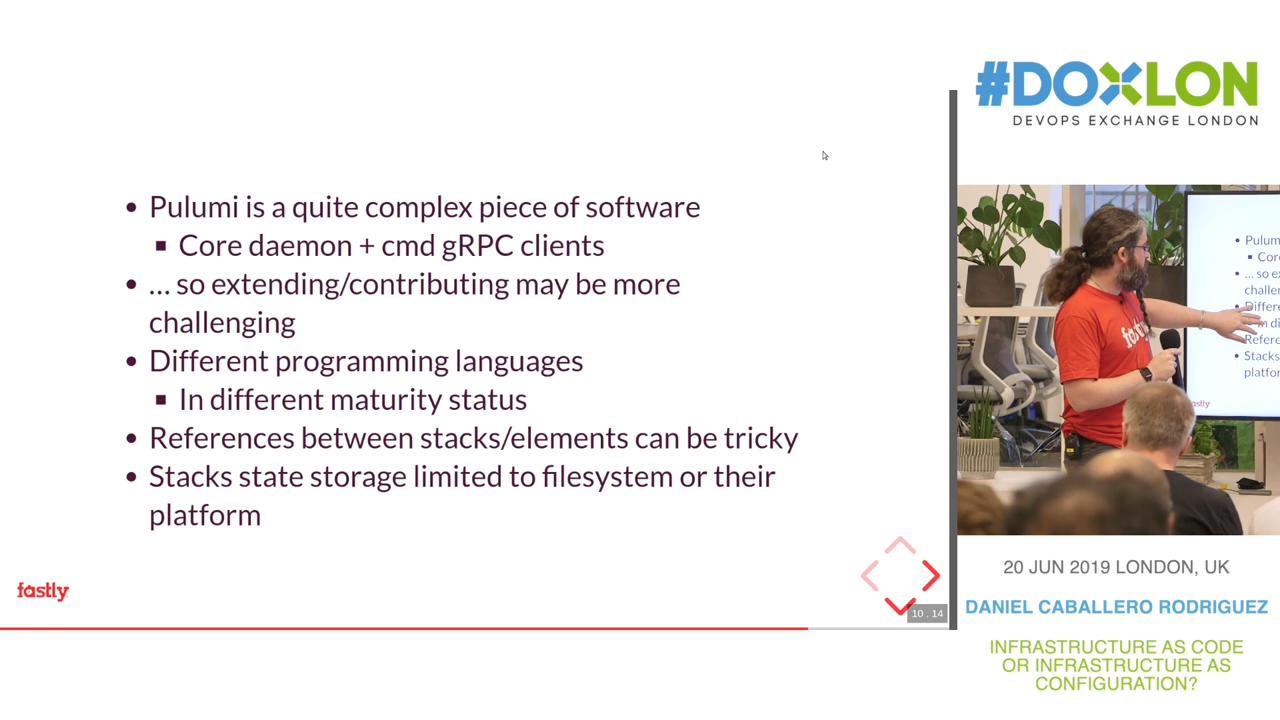 #DOXLON
DEVOPS EXCHANGE LONDON
• Pulumi is a quite complex piece of software
▪ Core daemon + cmd gRPC clients
• ... so extending/contributing may be more
challenging
• Different programming languages
▪ In different maturity status
• References between stacks/elements can be tricky
• Stacks state storage limited to filesystem or their
platform
fastly
10 . 14
20 JUN 2019 LONDON, UK
DANIEL CABALLERO RODRIGUEZ
INFRASTRUCTURE AS CODE
OR INFRASTRUCTURE AS
CONFIGURATION?